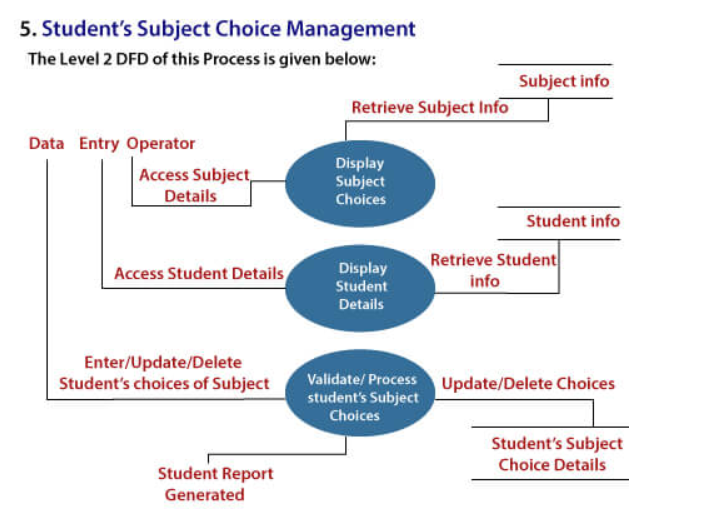 5. Student's Subject Choice Management
The Level 2 DFD of this Process is given below:
Subject info
Retrieve Subject Info
Data Entry Operator
Access Subject
Details
Display
Subject
Choices
Student info
Access Student Details
Display
Student
Details
Retrieve Student
info
Enter/Update/Delete
Student's choices of Subject
Validate/ Process
student's Subject
Choices
Update/Delete Choices
Student's Subject
Choice Details
Student Report
Generated